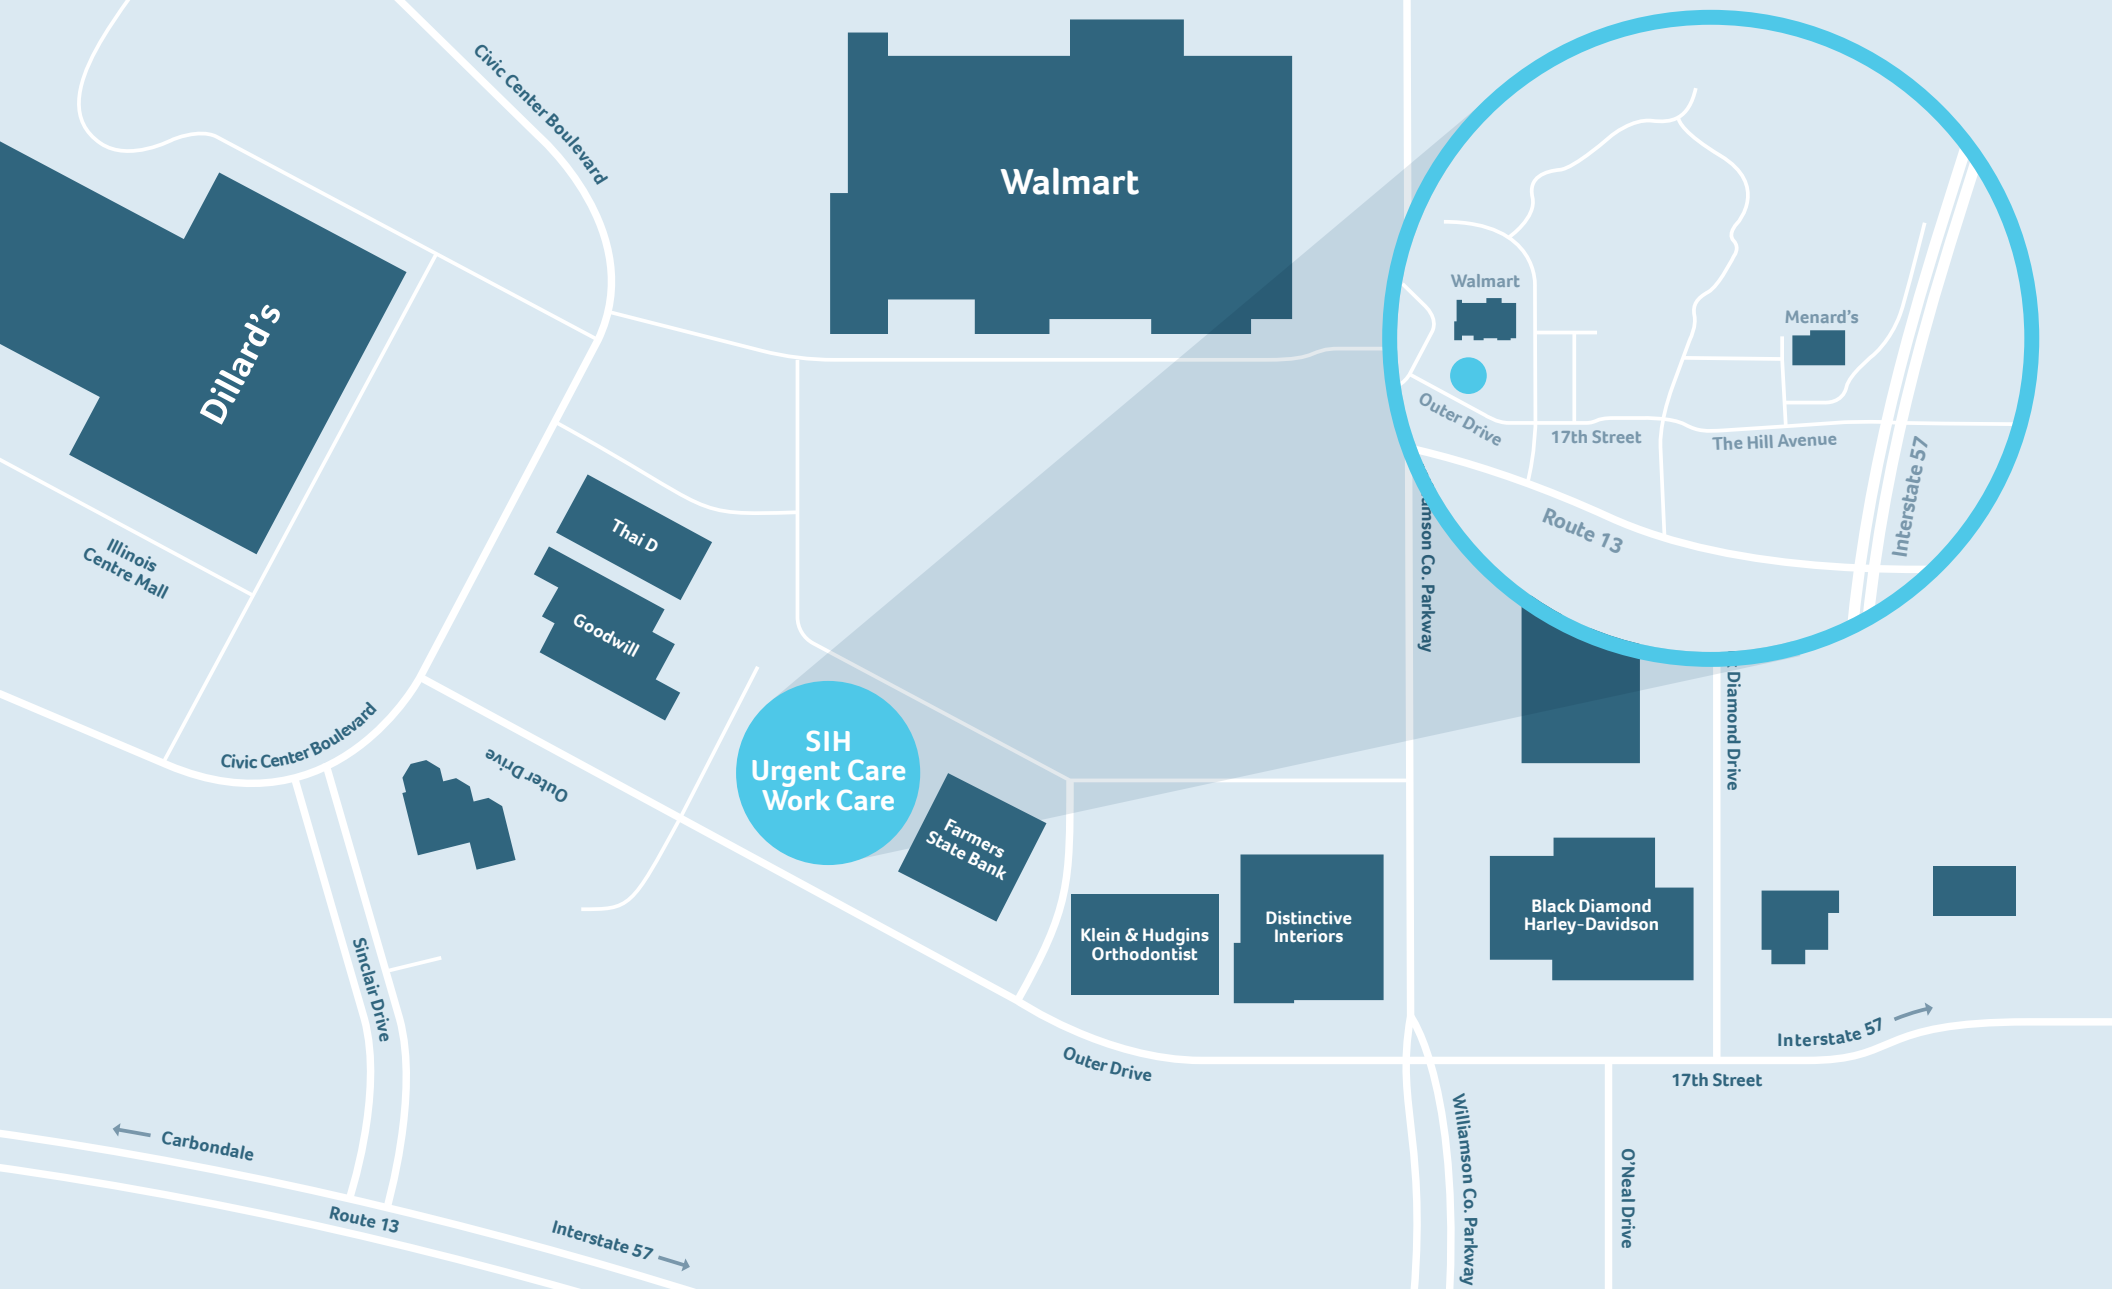 Civic Center Boulevard
Walmart
Dillard's
Illinois
Centre Mall
Thai D
Goodwill
Civic Center Boulevard
Outer Drive
SIH
Urgent Care
Work Care
Farmers
State Bank
Klein & Hudgins
Orthodontist
Distinctive
Interiors
Black Diamond
Harley-Davidson
Walmart
Menard's
Outer Drive
17th Street
The Hill Avenue
Interstate 57
Route 13
Co. Parkway
Diamond Drive
Sinclair Drive
Outer Drive
Interstate 57
17th Street
Carbondale
Route 13
Interstate 57
Williamson Co. Parkway
O'Neal Drive